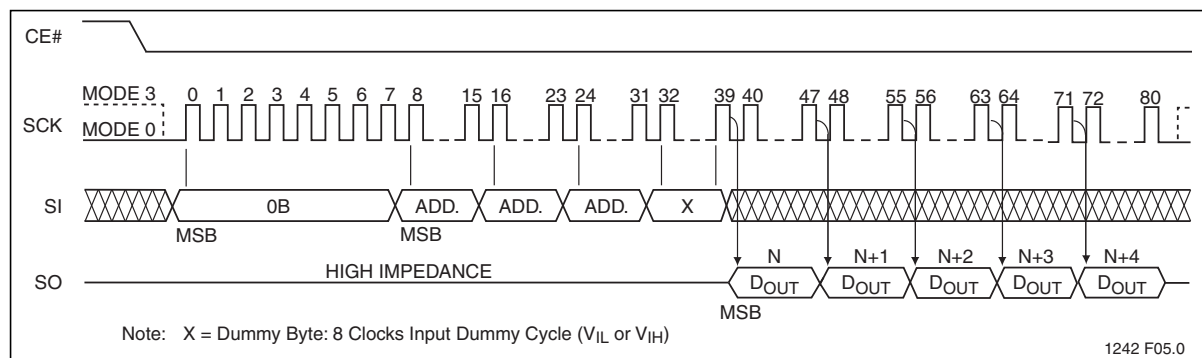 CE#
MODE 3
SCK
MODE 0
0 1 2 3 4 5 6 7 8 15 16 23 24 31 32 39 40 47 48 55 56 63 64 71 72 80
SI
0B ADD. ADD. ADD. X
MSB MSB
N N+1 N+2 N+3 N+4
SO
HIGH IMPEDANCE
DOUT DOUT DOUT DOUT DOUT
MSB
Note: X = Dummy Byte: 8 Clocks Input Dummy Cycle (VIL or VIH)
1242 F05.0